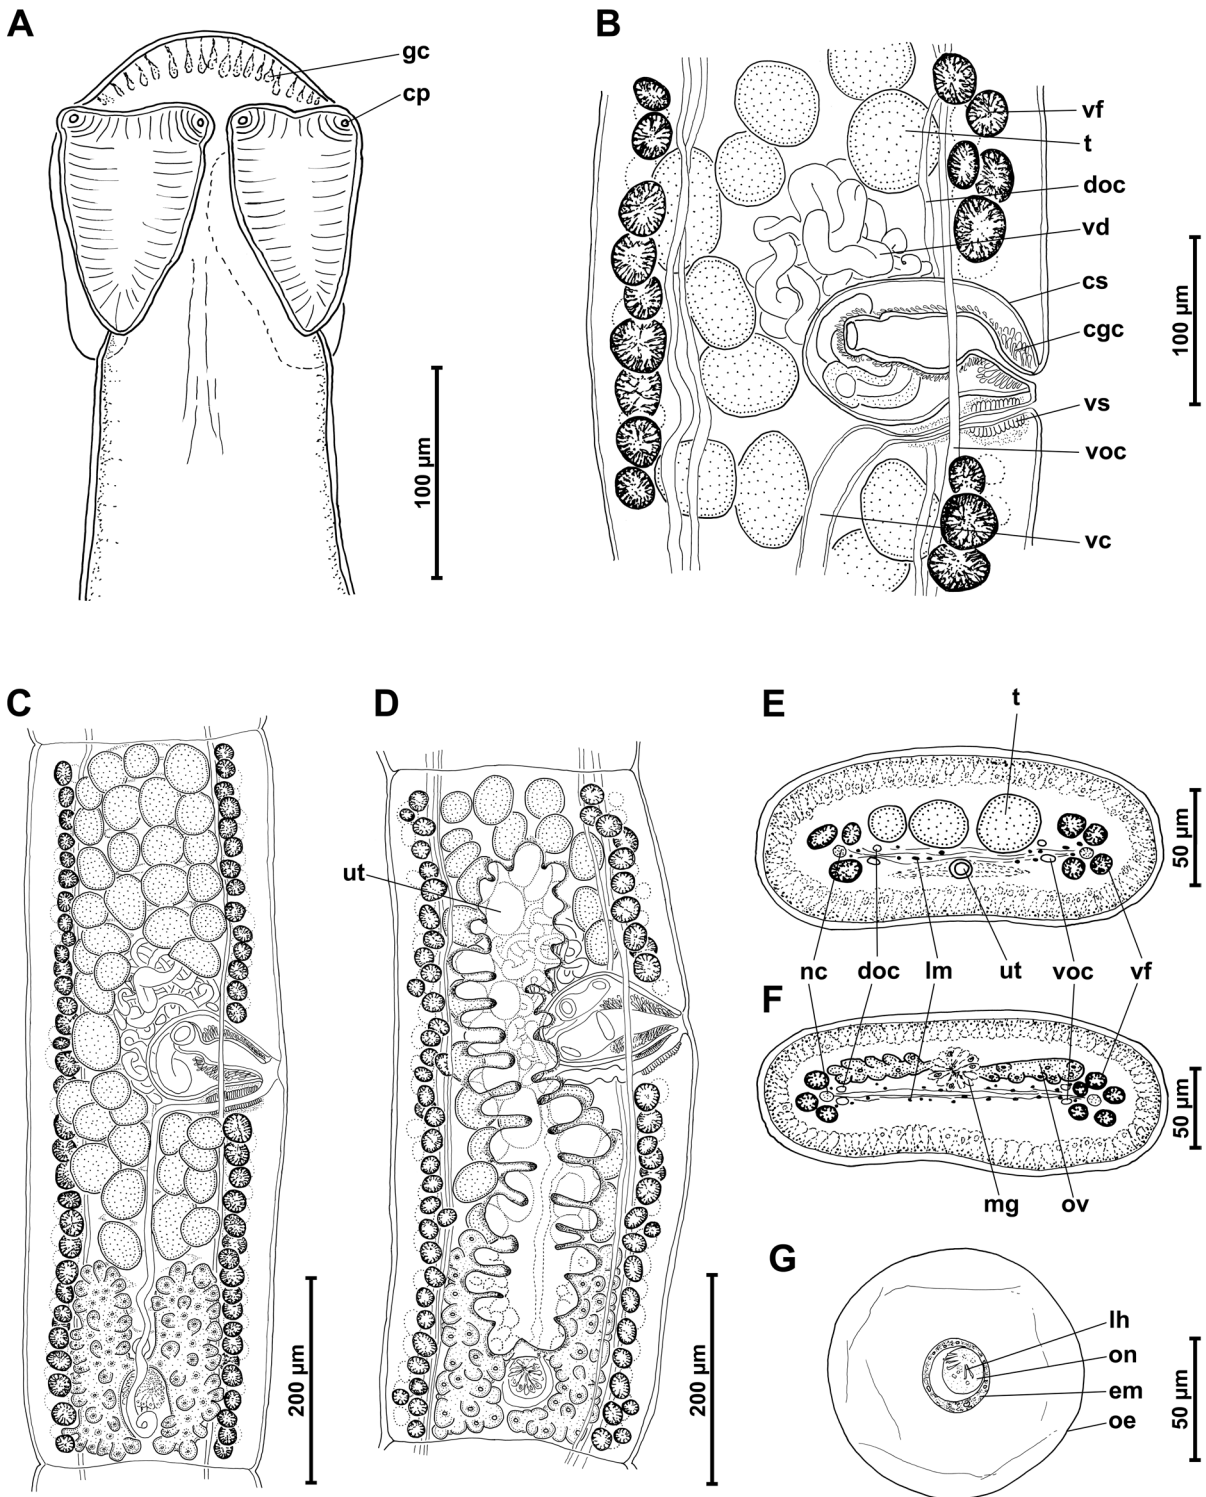 A
gc
cp
100 µm
B
vf
t
doc
vd
cs
cgc
vs
voc
vc
100 µm
C
200 µm
D
ut
200 µm
E
t
50 µm
nc doc lm ut voc vf
F
50 µm
mg ov
G
lh
on
em
oe
50 µm